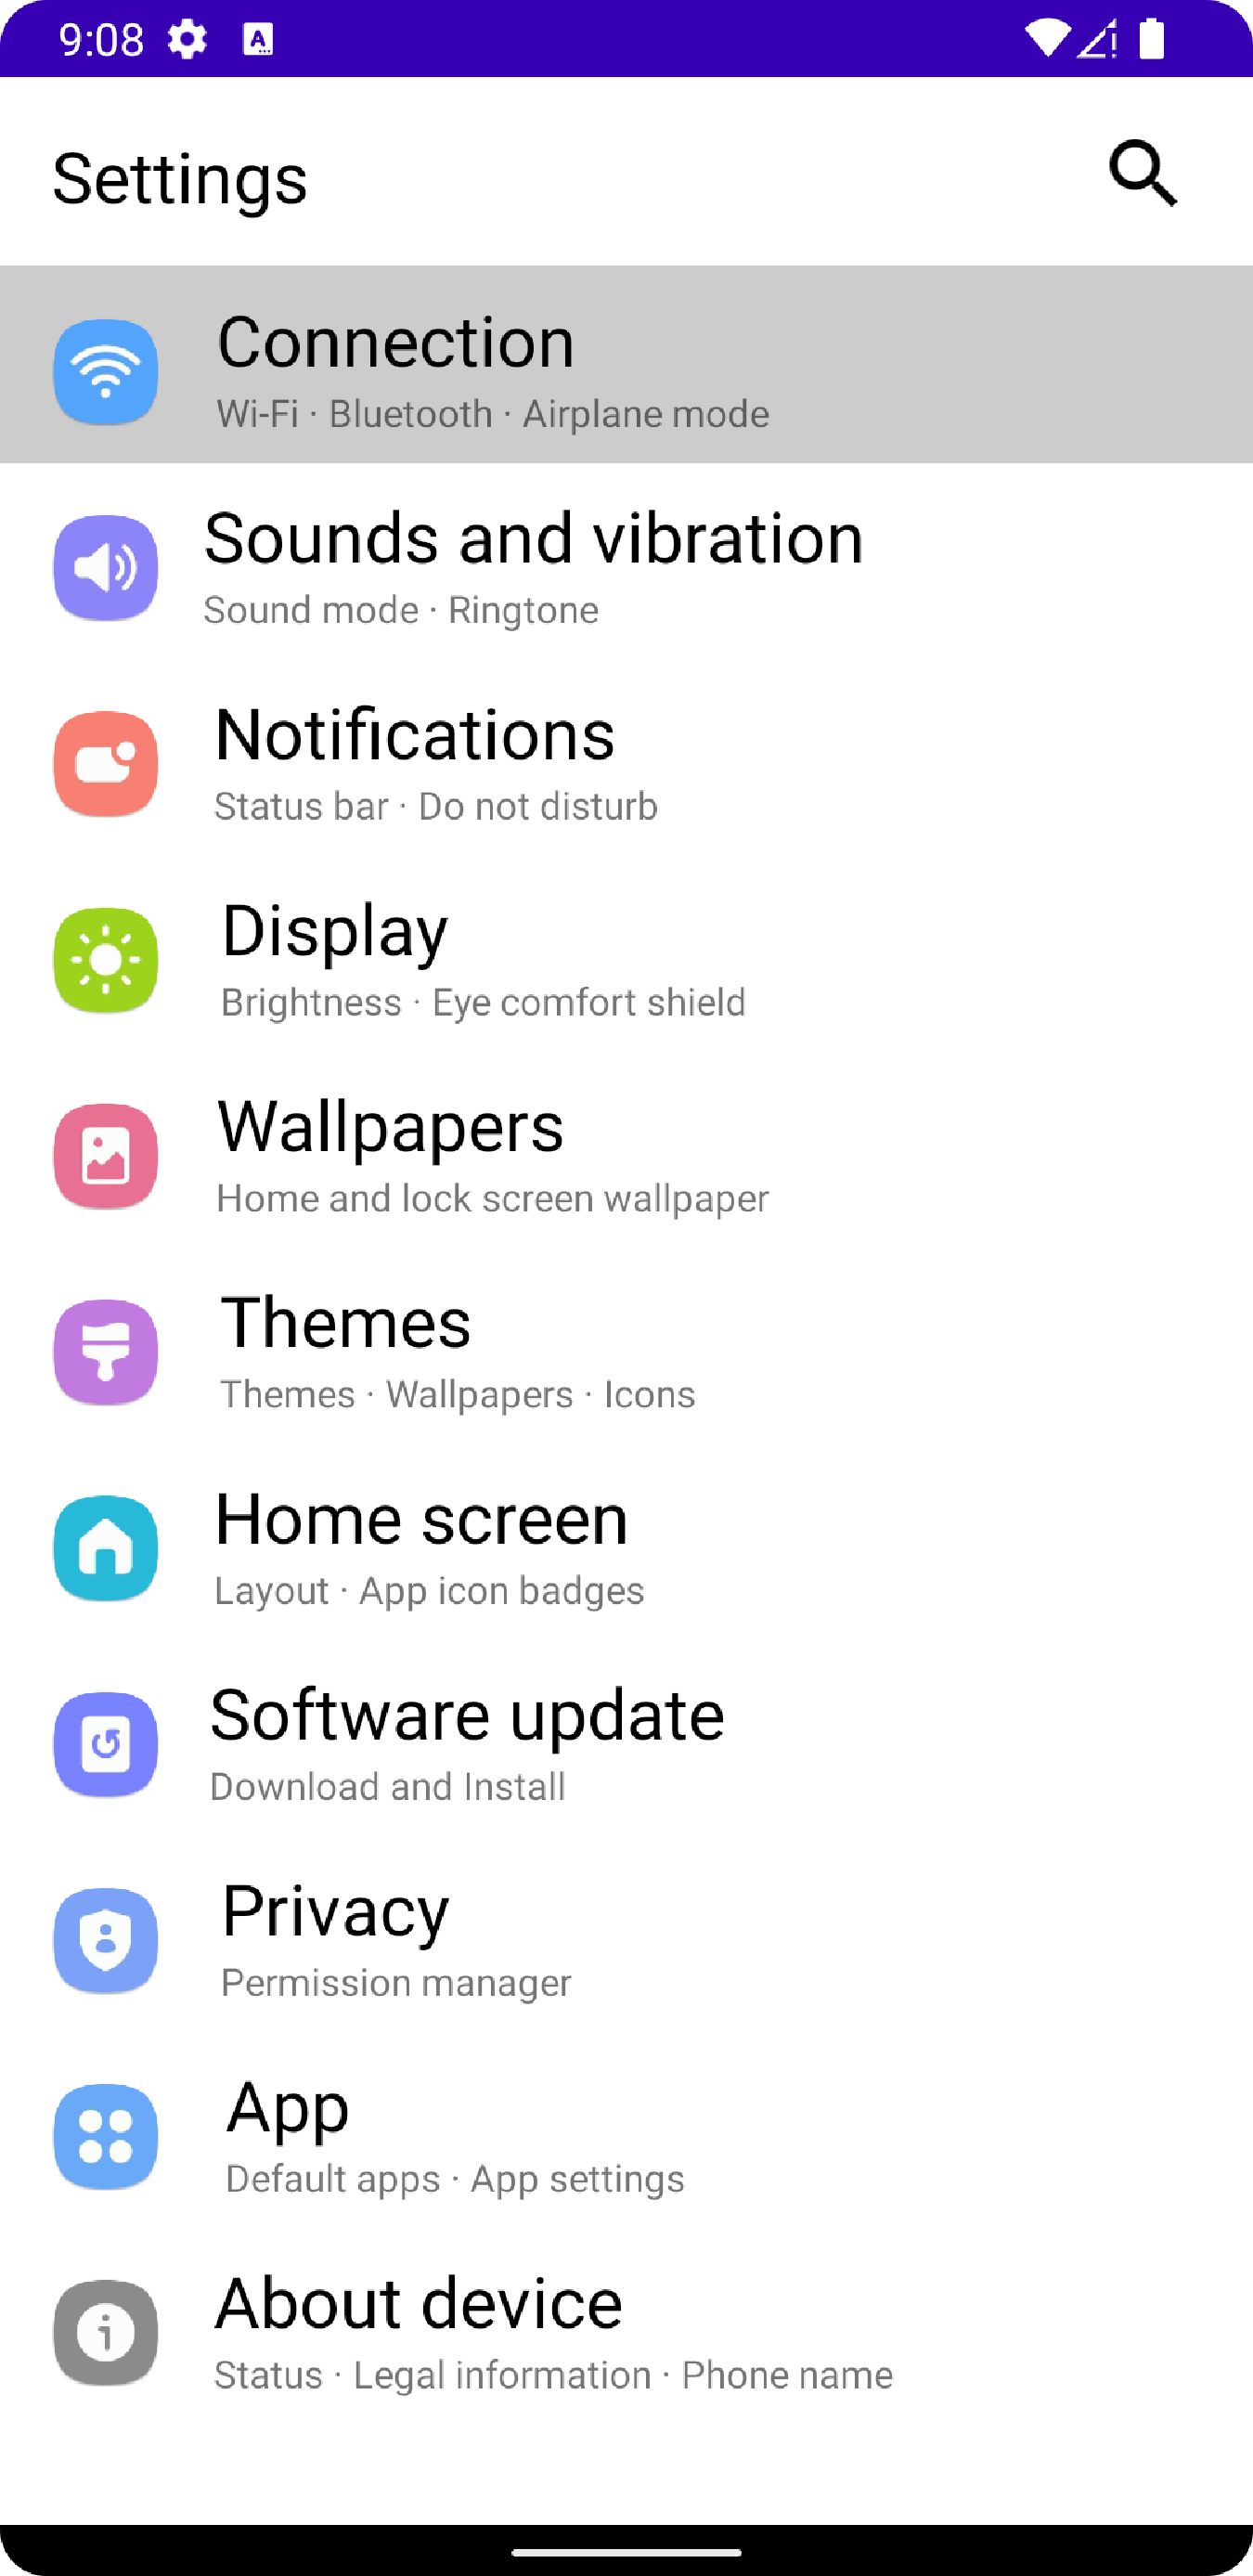 9:08
Settings
Connection
Wi-Fi · Bluetooth · Airplane mode
Sounds and vibration
Sound mode · Ringtone
Notifications
Status bar · Do not disturb
Display
Brightness · Eye comfort shield
Wallpapers
Home and lock screen wallpaper
Themes
Themes · Wallpapers · Icons
Home screen
Layout · App icon badges
Software update
Download and Install
Privacy
Permission manager
App
Default apps · App settings
About device
Status · Legal information · Phone name